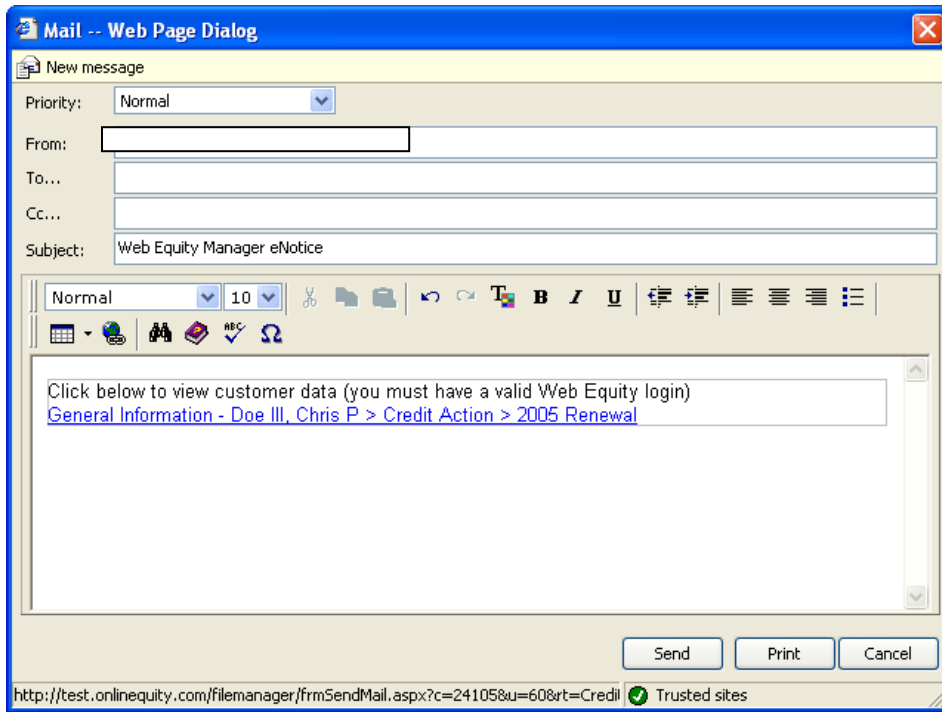 Mail -- Web Page Dialog
New message
Priority: Normal
From:
To...
Cc...
Subject: Web Equity Manager eNotice
Normal 10 B I U
ABC Ω
Click below to view customer data (you must have a valid Web Equity login)
General Information - Doe III, Chris P > Credit Action > 2005 Renewal
Send Print Cancel
http://test.onlinequity.com/filemanager/frmSendMail.aspx?c=24105&u=60&rt=Credit Trusted sites